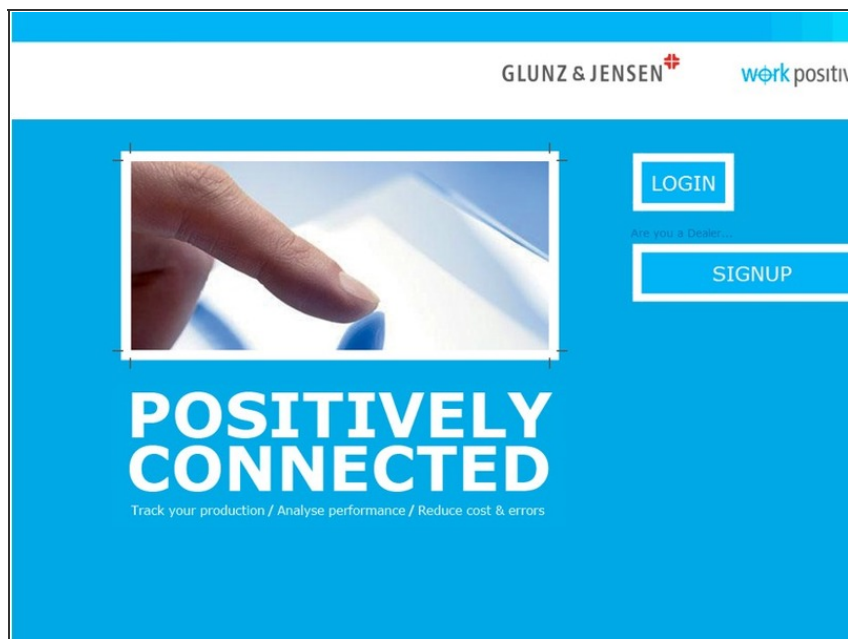 GLUNZ & JENSEN
work positiv
LOGIN
Are you a Dealer...
SIGNUP
POSITIVELY
CONNECTED
Track your production / Analyse performance / Reduce cost & errors